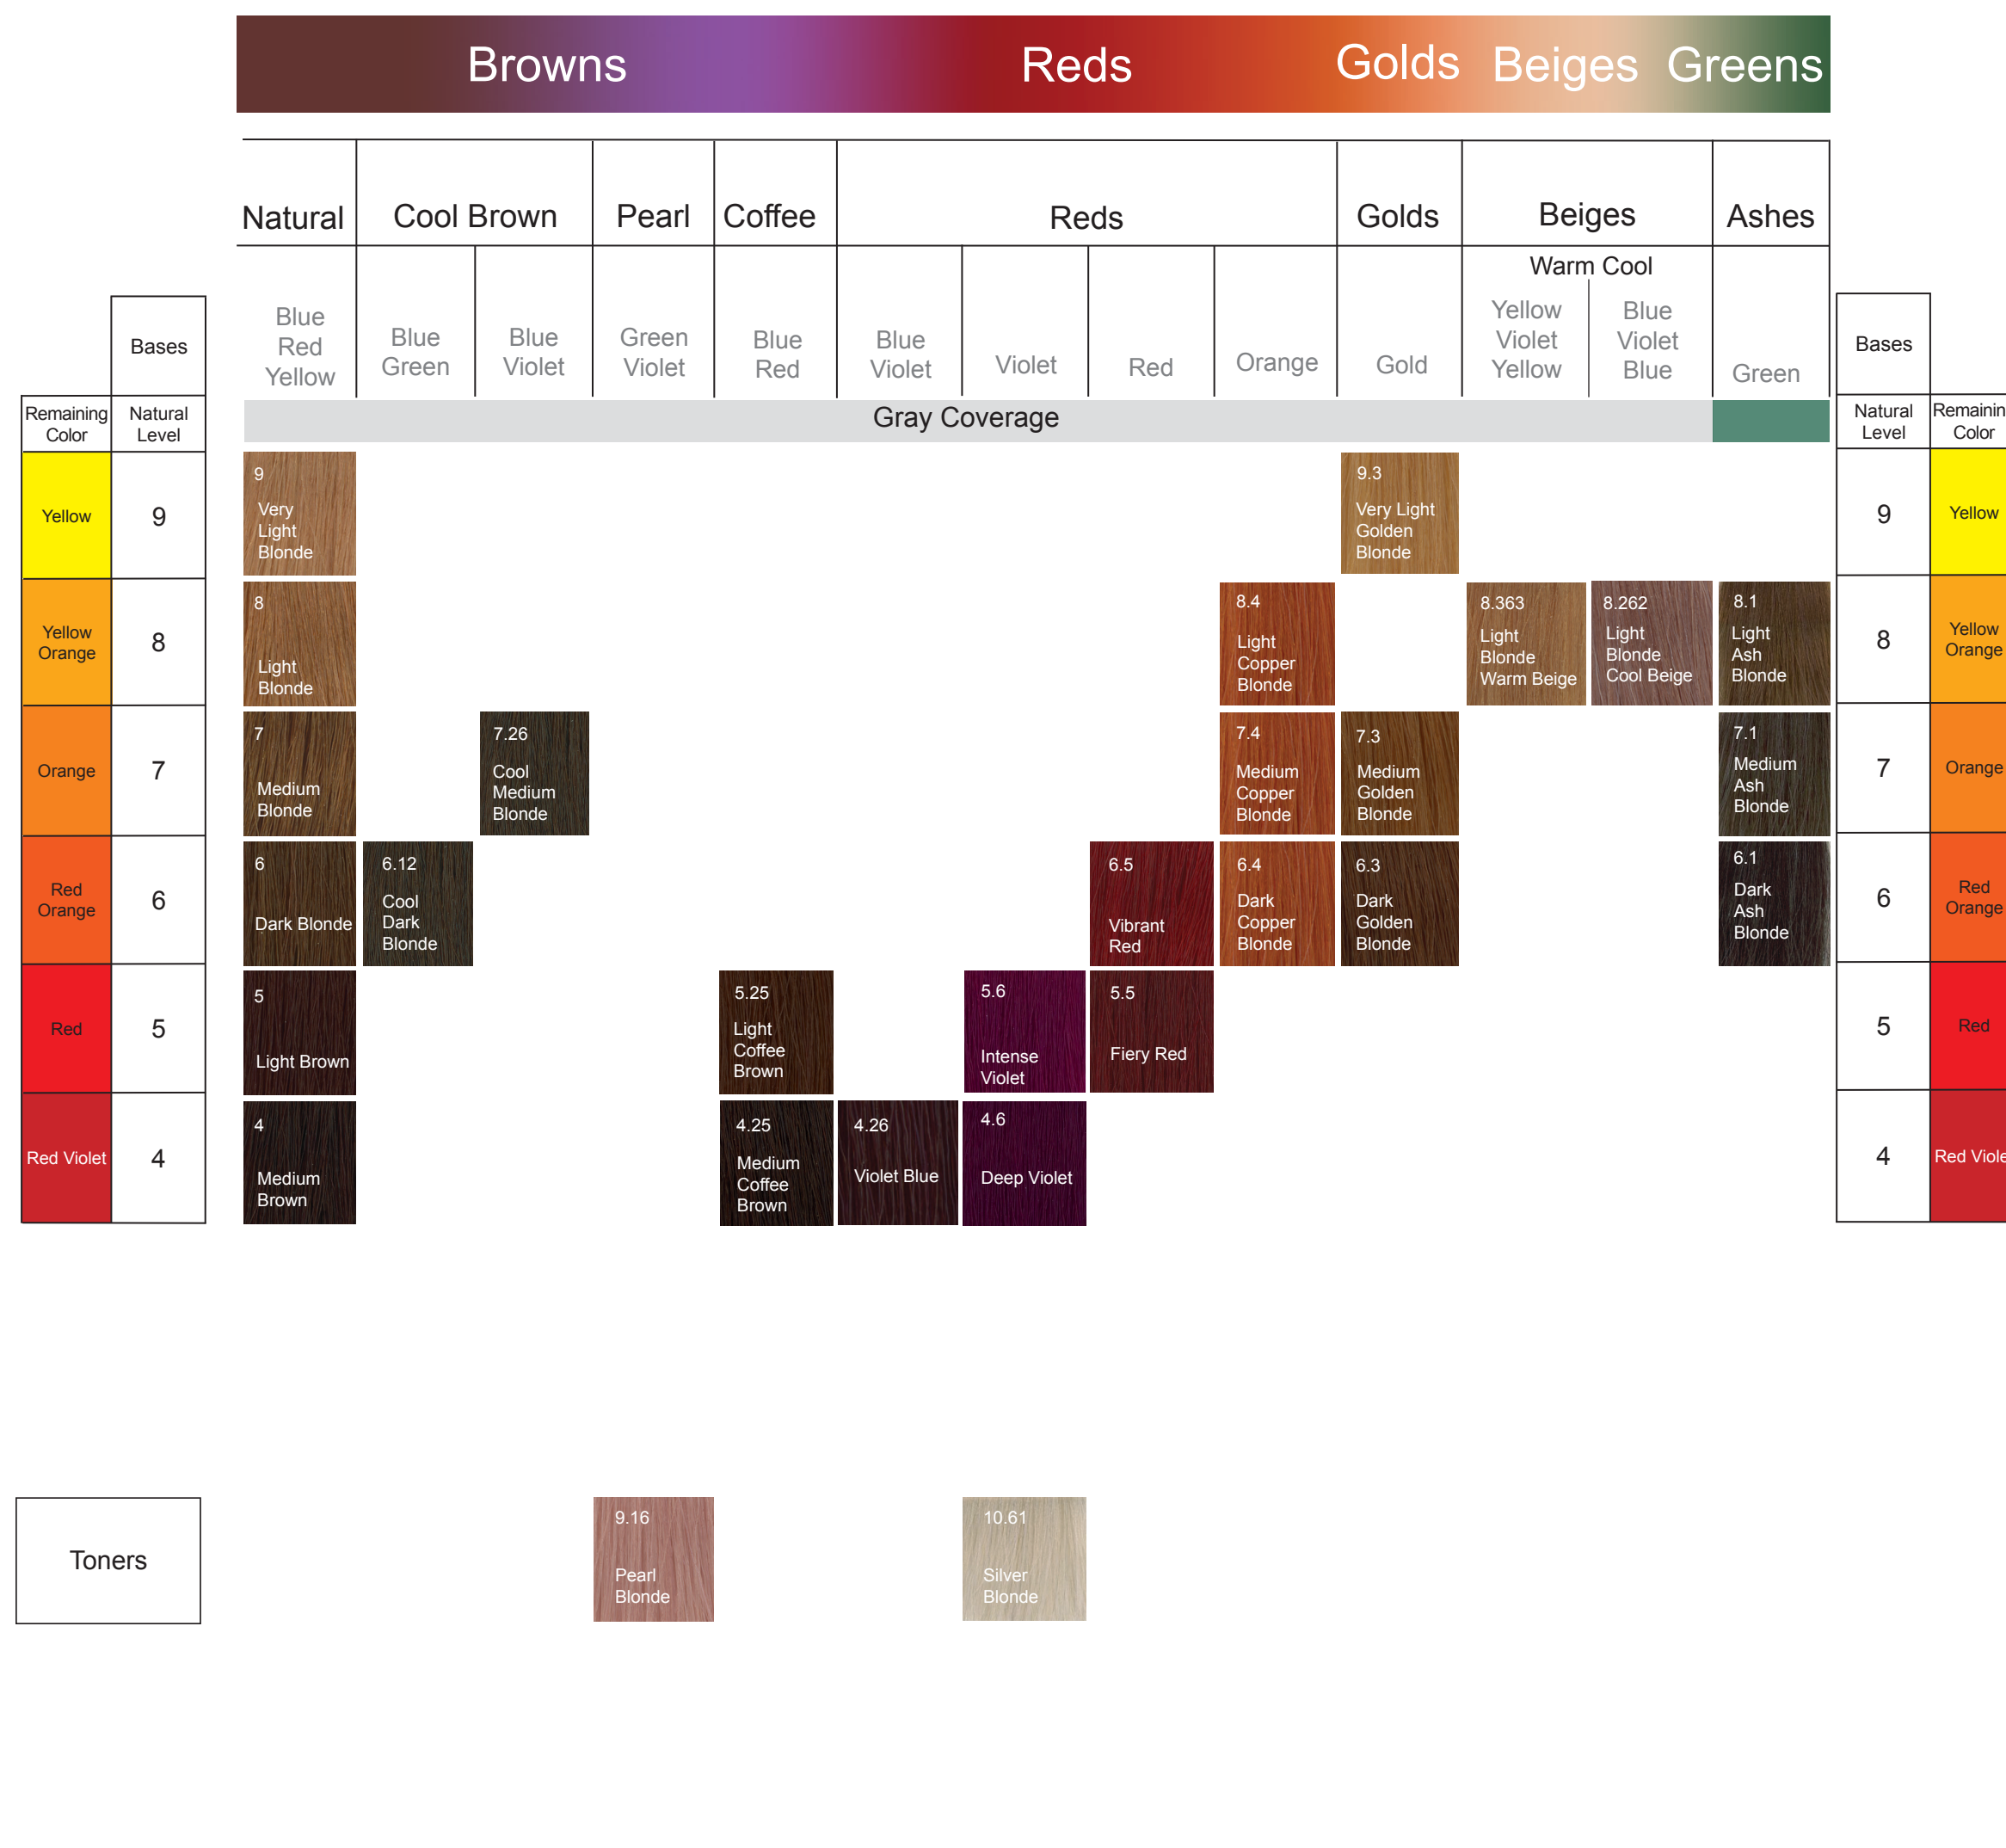 Browns Reds Golds Beiges Greens
Natural Cool Brown Pearl Coffee Reds Golds Beiges Ashes
Warm Cool
Blue
Red
Yellow
Blue
Green
Blue
Violet
Green
Violet
Blue
Red
Blue
Violet
Violet
Red
Orange
Gold
Yellow
Violet
Yellow
Blue
Violet
Blue
Green
Bases
Bases
Remaining
Color
Natural
Level
Gray Coverage
Natural
Level
Remainin
Color
Yellow
9
9
Very
Light
Blonde
9.3
Very Light
Golden
Blonde
9
Yellow
Yellow
Orange
8
8
Light
Blonde
8.4
Light
Copper
Blonde
8.363
Light
Blonde
Warm Beige
8.262
Light
Blonde
Cool Beige
8.1
Light
Ash
Blonde
8
Yellow
Orange
Orange
7
7
Medium
Blonde
7.26
Cool
Medium
Blonde
7.4
Medium
Copper
Blonde
7.3
Medium
Golden
Blonde
7.1
Medium
Ash
Blonde
7
Orange
Red
Orange
6
6
Dark Blonde
6.12
Cool
Dark
Blonde
6.5
Vibrant
Red
6.4
Dark
Copper
Blonde
6.3
Dark
Golden
Blonde
6.1
Dark
Ash
Blonde
6
Red
Orange
Red
5
5
Light Brown
5.25
Light
Coffee
Brown
5.6
Intense
Violet
5.5
Fiery Red
5
Red
Red Violet
4
4
Medium
Brown
4.25
Medium
Coffee
Brown
4.26
Violet Blue
4.6
Deep Violet
4
Red Viole
Toners
9.16
Pearl
Blonde
10.61
Silver
Blonde